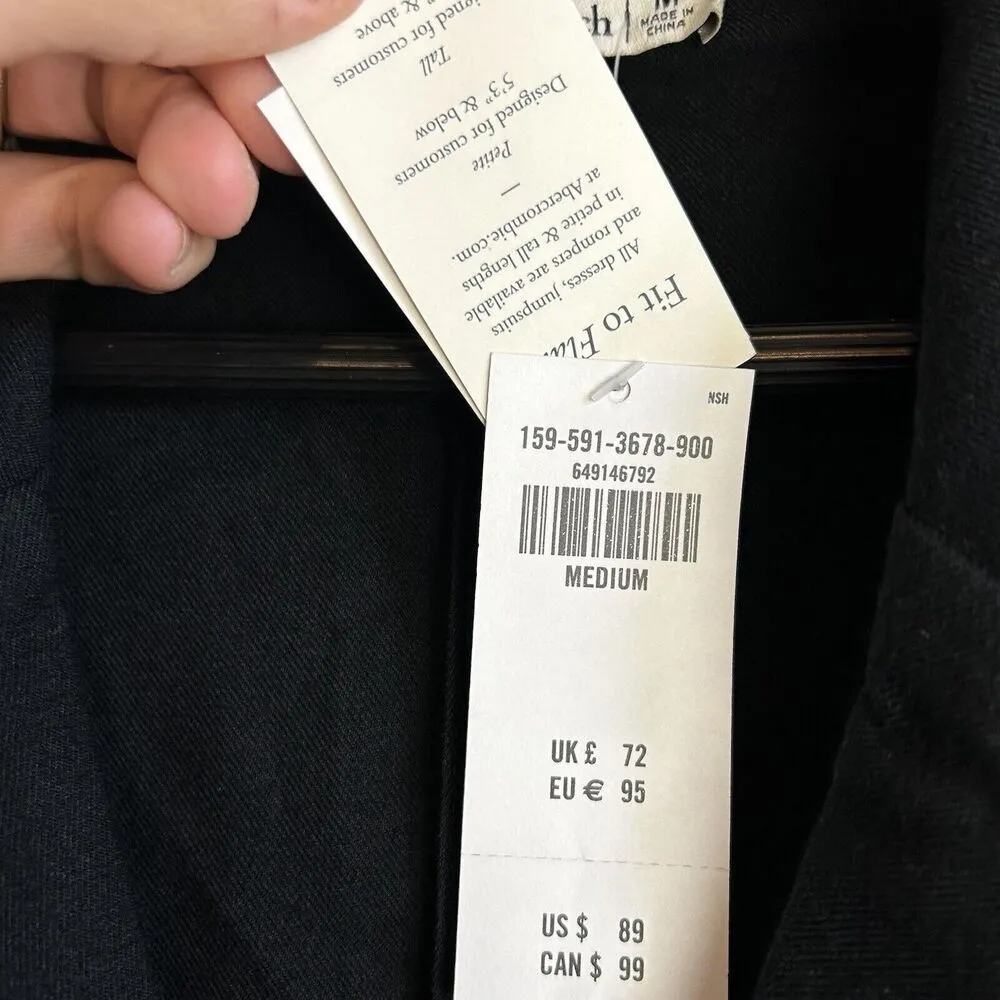 ch | M
MADE IN
CHINA
Fit to
All dresses, jumpsuits
and rompers are available
in petite & tall lengths
at Abercrombie.com.
—
Petite
Designed for customers
5'3" & below
Tall
for customers
& above
NSH
159-591-3678-900
649146792
MEDIUM
UK £ 72
EU € 95
US $ 89
CAN $ 99